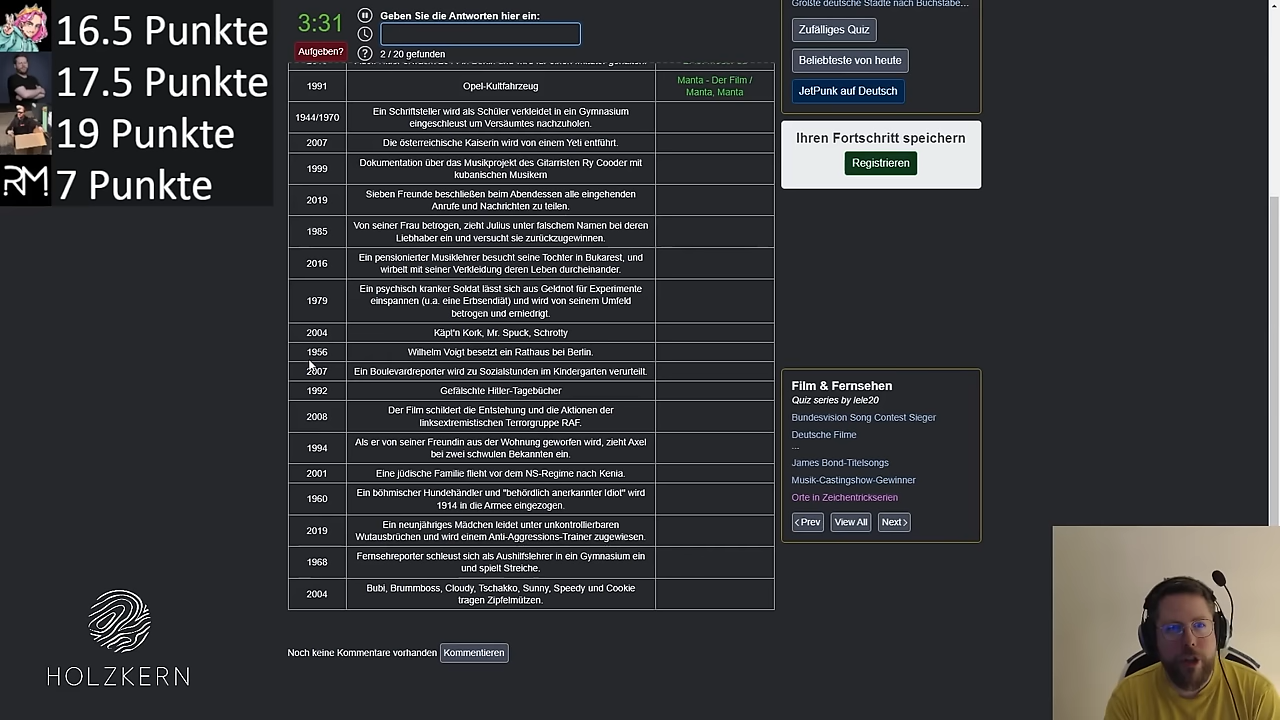 16.5 Punkte
17.5 Punkte
19 Punkte
RM!
7 Punkte
3:31
Aufgeben?
Geben Sie die Antworten hier ein:
2 / 20 gefunden
1991
Opel-Kultfahrzeug
Manta - Der Film /
Manta, Manta
1944/1970
Ein Schriftsteller wird als Schüler verkleidet in ein Gymnasium
eingeschleust um Versäumtes nachzuholen.
2007
Die österreichische Kaiserin wird von einem Yeti entführt.
1999
Dokumentation über das Musikprojekt des Gitarristen Ry Cooder mit
kubanischen Musikern
2019
Sieben Freunde beschließen beim Abendessen alle eingehenden
Anrufe und Nachrichten zu teilen.
1985
Von seiner Frau betrogen, zieht Julius unter falschem Namen bei deren
Liebhaber ein und versucht sie zurückzugewinnen.
2016
Ein pensionierter Musiklehrer besucht seine Tochter in Bukarest, und
wirbelt mit seiner Verkleidung deren Leben durcheinander.
1979
Ein psychisch kranker Soldat lässt sich aus Geldnot für Experimente
einspannen (u.a. eine Erbsendiät) und wird von seinem Umfeld
betrogen und erniedrigt.
2004
Käpt'n Kork, Mr. Spuck, Schrotty
1956
Wilhelm Voigt besetzt ein Rathaus bei Berlin.
2007
Ein Boulevardreporter wird zu Sozialstunden im Kindergarten verurteilt.
1992
Gefälschte Hitler-Tagebücher
2008
Der Film schildert die Entstehung und die Aktionen der
linksextremistischen Terrorgruppe RAF.
1994
Als er von seiner Freundin aus der Wohnung geworfen wird, zieht Axel
bei zwei schwulen Bekannten ein.
2001
Eine jüdische Familie flieht vor dem NS-Regime nach Kenia.
1960
Ein böhmischer Hundehändler und "behördlich anerkannter Idiot" wird
1914 in die Armee eingezogen.
2019
Ein neunjähriges Mädchen leidet unter unkontrollierbaren
Wutausbrüchen und wird einem Anti-Aggressions-Trainer zugewiesen.
1968
Fernsehreporter schleust sich als Aushilfslehrer in ein Gymnasium ein
und spielt Streiche.
2004
Bubi, Brummboss, Cloudy, Tschakko, Sunny, Speedy und Cookie
tragen Zipfelmützen.
Noch keine Kommentare vorhanden
Kommentieren
Größte deutsche Städte nach Buchstabe...
Zufälliges Quiz
Beliebteste von heute
JetPunk auf Deutsch
Ihren Fortschritt speichern
Registrieren
Film & Fernsehen
Quiz series by lele20
Bundesvision Song Contest Sieger
Deutsche Filme
...
James Bond-Titelsongs
Musik-Castingshow-Gewinner
Orte in Zeichentrickserien
< Prev
View All
Next >
HOLZKERN